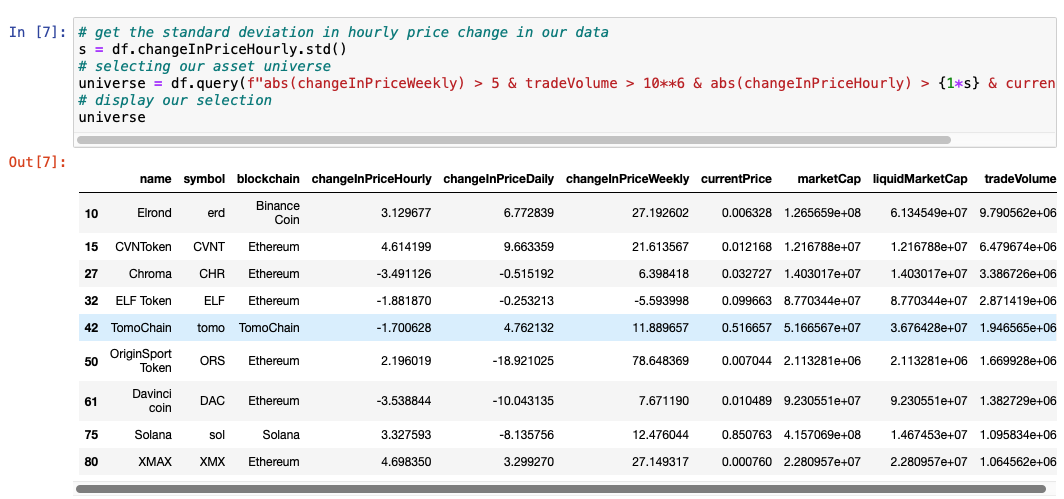 In [7]: # get the standard deviation in hourly price change in our data
s = df.changeInPriceHourly.std()
# selecting our asset universe
universe = df.query(f"abs(changeInPriceWeekly) > 5 & tradeVolume > 10**6 & abs(changeInPriceHourly) > {1*s} & curren
# display our selection
universe
Out[7]:
name symbol blockchain changeInPriceHourly changeInPriceDaily changeInPriceWeekly currentPrice marketCap liquidMarketCap tradeVolume
10 Elrond erd Binance Coin 3.129677 6.772839 27.192602 0.006328 1.265659e+08 6.134549e+07 9.790562e+06
15 CVNToken CVNT Ethereum 4.614199 9.663359 21.613567 0.012168 1.216788e+07 1.216788e+07 6.479674e+06
27 Chroma CHR Ethereum -3.491126 -0.515192 6.398418 0.032727 1.403017e+07 1.403017e+07 3.386726e+06
32 ELF Token ELF Ethereum -1.881870 -0.253213 -5.593998 0.099663 8.770344e+07 8.770344e+07 2.871419e+06
42 TomoChain tomo TomoChain -1.700628 4.762132 11.889657 0.516657 5.166567e+07 3.676428e+07 1.946565e+06
50 OriginSport Token ORS Ethereum 2.196019 -18.921025 78.648369 0.007044 2.113281e+06 2.113281e+06 1.669928e+06
61 Davinci coin DAC Ethereum -3.538844 -10.043135 7.671190 0.010489 9.230551e+07 9.230551e+07 1.382729e+06
75 Solana sol Solana 3.327593 -8.135756 12.476044 0.850763 4.157069e+08 1.467453e+07 1.095834e+06
80 XMAX XMX Ethereum 4.698350 3.299270 27.149317 0.000760 2.280957e+07 2.280957e+07 1.064562e+06